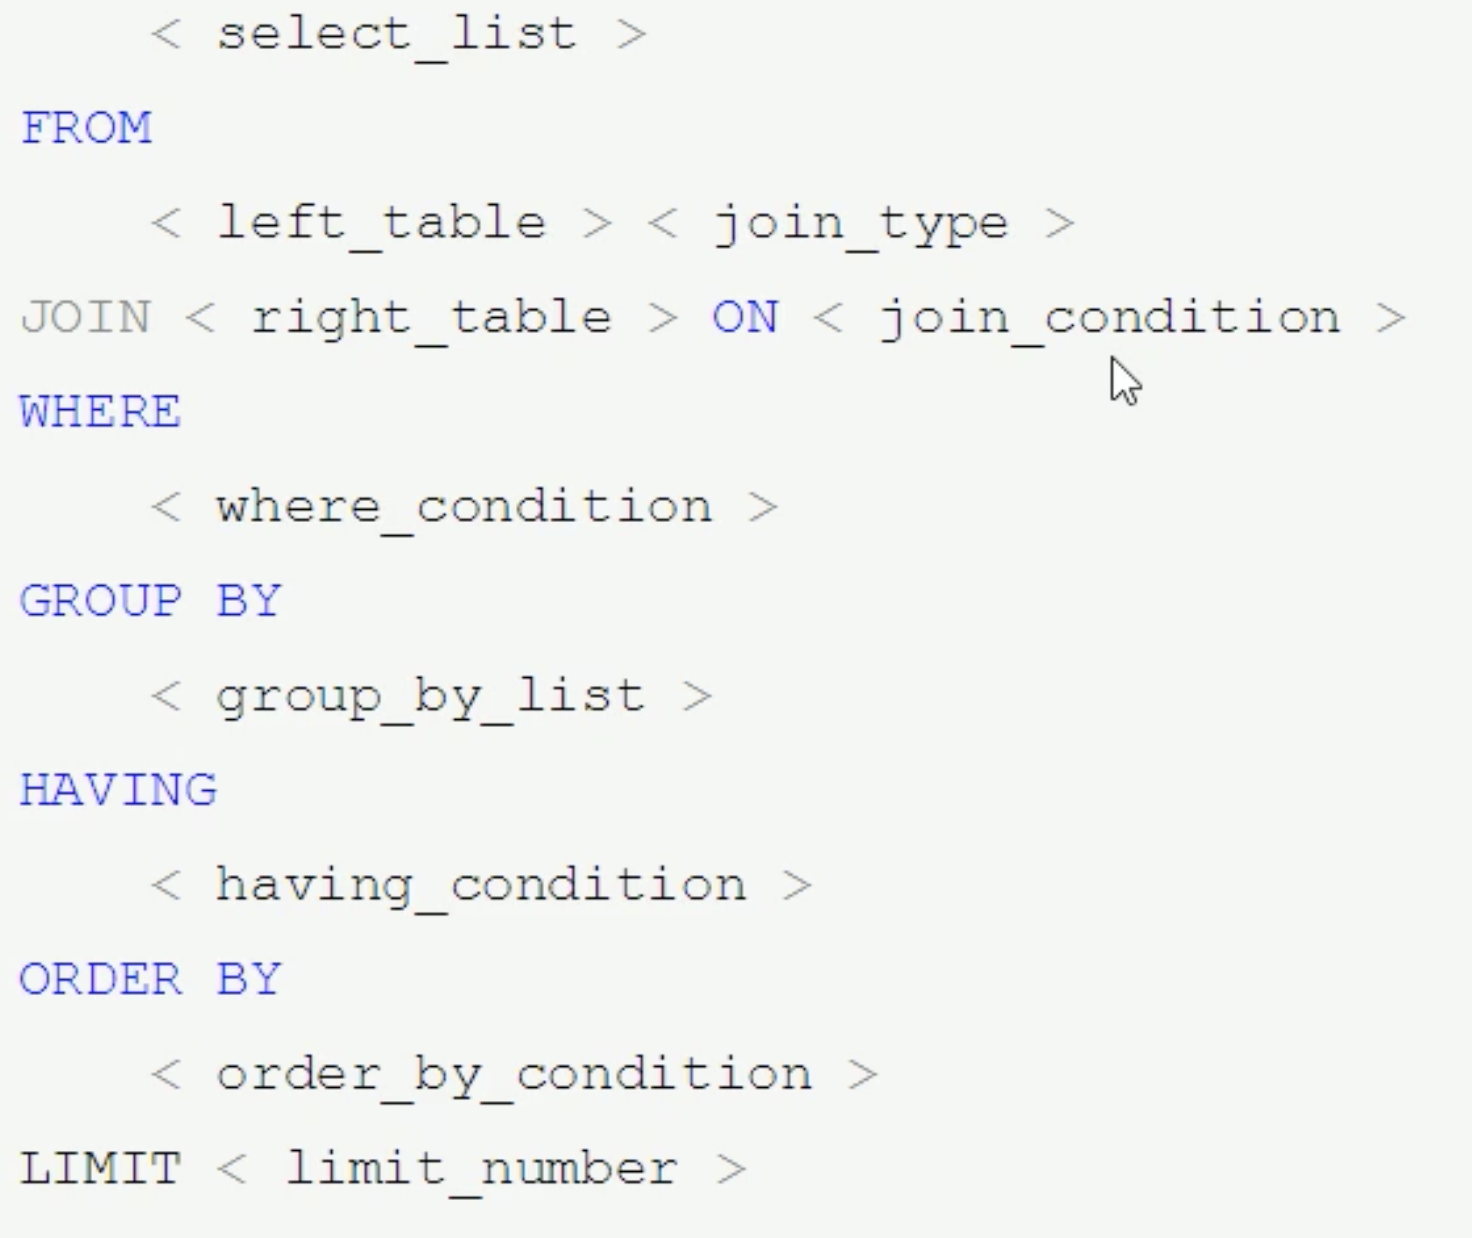 < select_list >
FROM
< left_table > < join_type >
JOIN < right_table > ON < join_condition >
WHERE
< where_condition >
GROUP BY
< group_by_list >
HAVING
< having_condition >
ORDER BY
< order_by_condition >
LIMIT < limit_number >